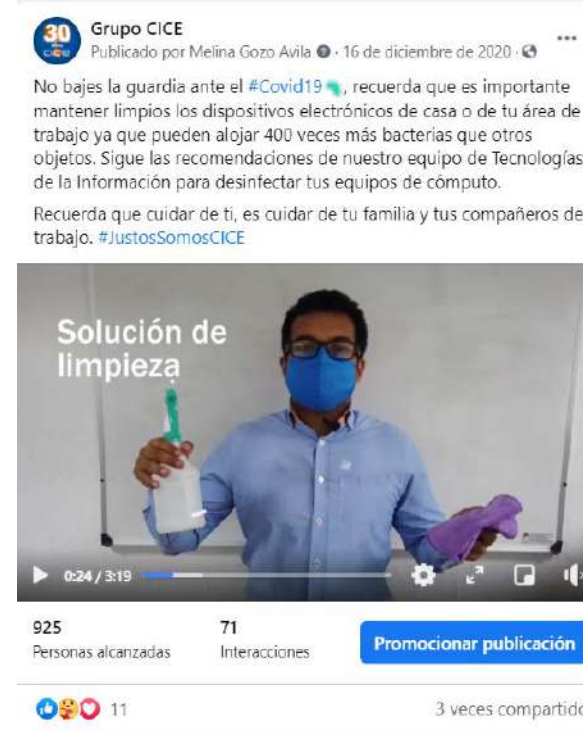 30
CICE
Grupo CICE
Publicado por Melina Gozo Avila · 16 de diciembre de 2020 ·
No bajes la guardia ante el #Covid19, recuerda que es importante
mantener limpios los dispositivos electrónicos de casa o de tu área de
trabajo ya que pueden alojar 400 veces más bacterias que otros
objetos. Sigue las recomendaciones de nuestro equipo de Tecnologías
de la Información para desinfectar tus equipos de cómputo.
Recuerda que cuidar de ti, es cuidar de tu familia y tus compañeros de
trabajo. #JustosSomosCICE
Solución de
limpieza
0:24 / 3:19
925
Personas alcanzadas
71
Interacciones
Promocionar publicación
11
3 veces compartido